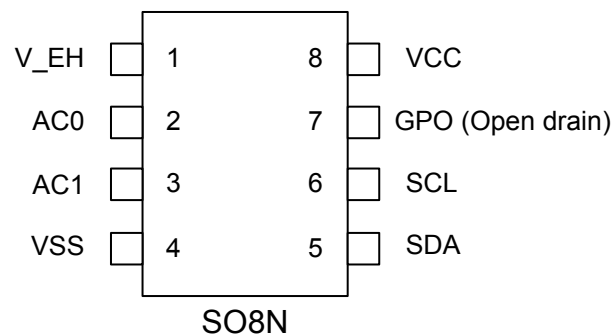 V_EH 1 8 VCC
AC0 2 7 GPO (Open drain)
AC1 3 6 SCL
VSS 4 5 SDA
SO8N